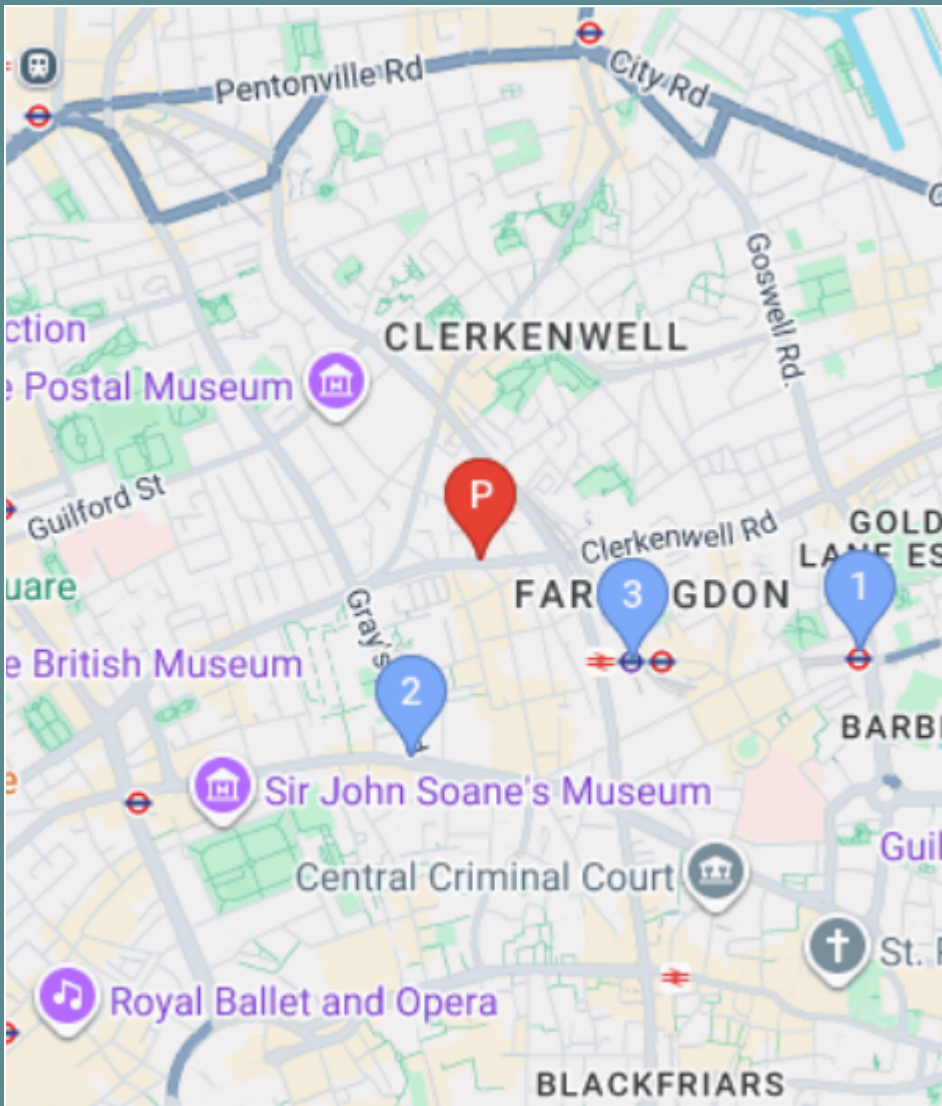 Pentonville Rd
City Rd
Goswell Rd.
ction
CLERKENWELL
e Postal Museum
Guilford St
P
Clerkenwell Rd
GOLD
LANE ES
uare
FAR GDON
3
1
Gray's
e British Museum
2
BARBI
Sir John Soane's Museum
Guil
Central Criminal Court
St.
Royal Ballet and Opera
BLACKFRIARS